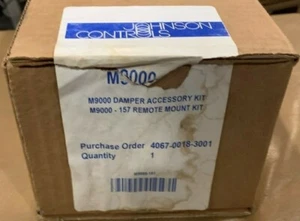 JOHNSON
CONTROLS
M9000
M9000 DAMPER ACCESSORY KIT
M9000 - 157 REMOTE MOUNT KIT
Purchase Order 4067-0018-3001
Quantity 1